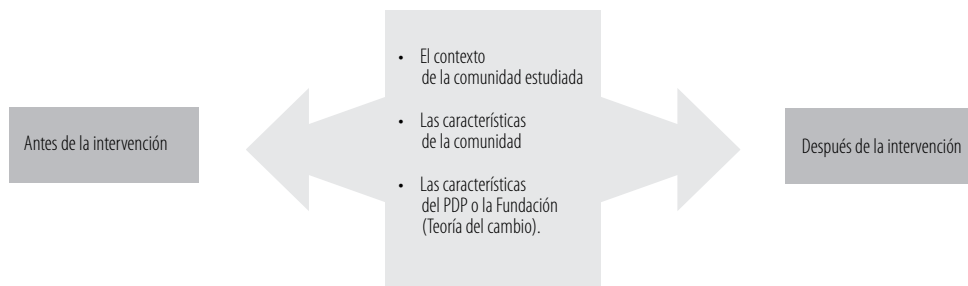 Antes de la intervención
• El contexto
de la comunidad estudiada
• Las características
de la comunidad
• Las características
del PDP o la Fundación
(Teoría del cambio).
Después de la intervención